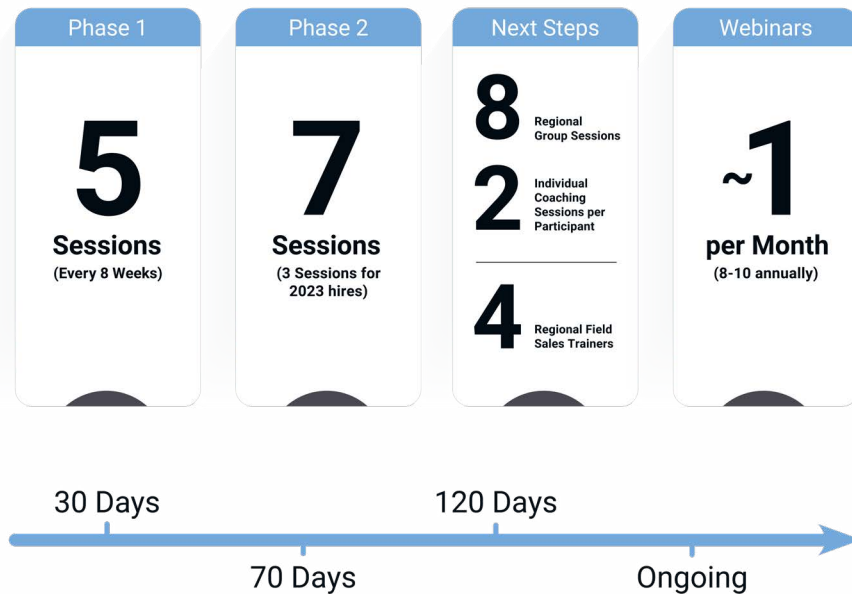 Phase 1
5
Sessions
(Every 8 Weeks)
Phase 2
7
Sessions
(3 Sessions for
2023 hires)
Next Steps
8
Regional
Group Sessions
2
Individual
Coaching
Sessions per
Participant
4
Regional Field
Sales Trainers
Webinars
~1
per Month
(8-10 annually)
30 Days
70 Days
120 Days
Ongoing